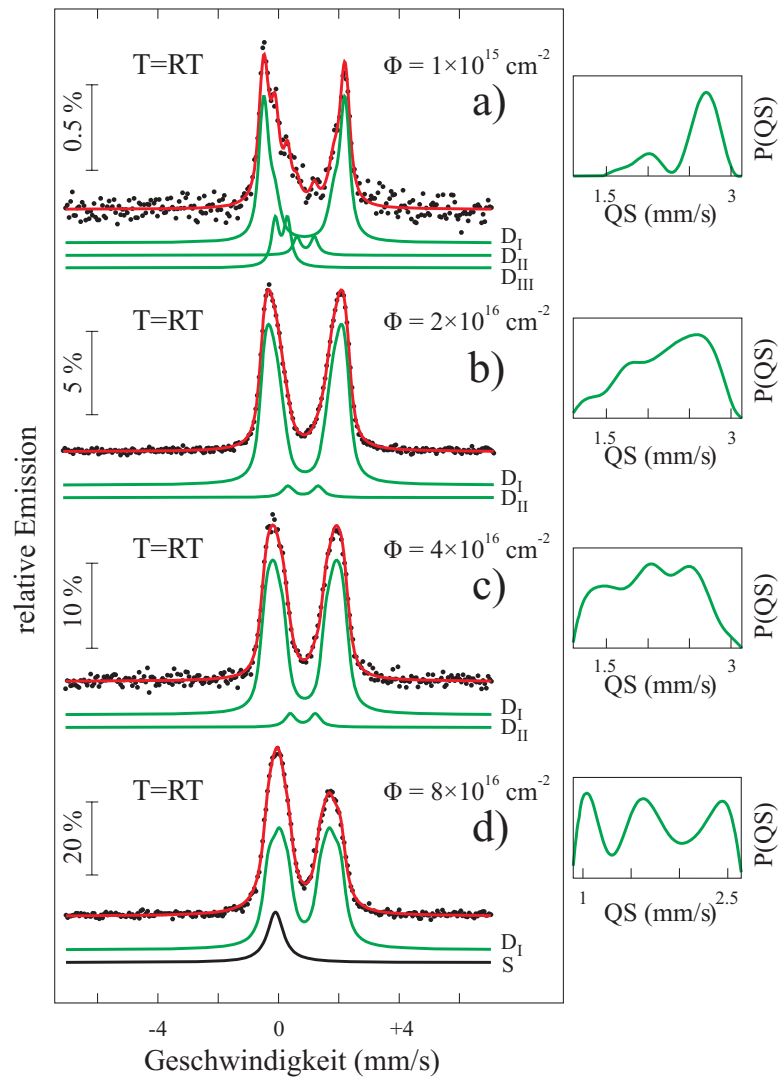 T=RT
Φ = 1×10¹⁵ cm⁻²
a)
0.5 %
D_I
D_II
D_III
1.5 3
QS (mm/s)
P(QS)
T=RT
Φ = 2×10¹⁶ cm⁻²
b)
5 %
D_I
D_II
1.5 3
QS (mm/s)
P(QS)
relative Emission
T=RT
Φ = 4×10¹⁶ cm⁻²
c)
10 %
D_I
D_II
1.5 3
QS (mm/s)
P(QS)
T=RT
Φ = 8×10¹⁶ cm⁻²
d)
20 %
D_I
S
1 2.5
QS (mm/s)
P(QS)
-4 0 +4
Geschwindigkeit (mm/s)